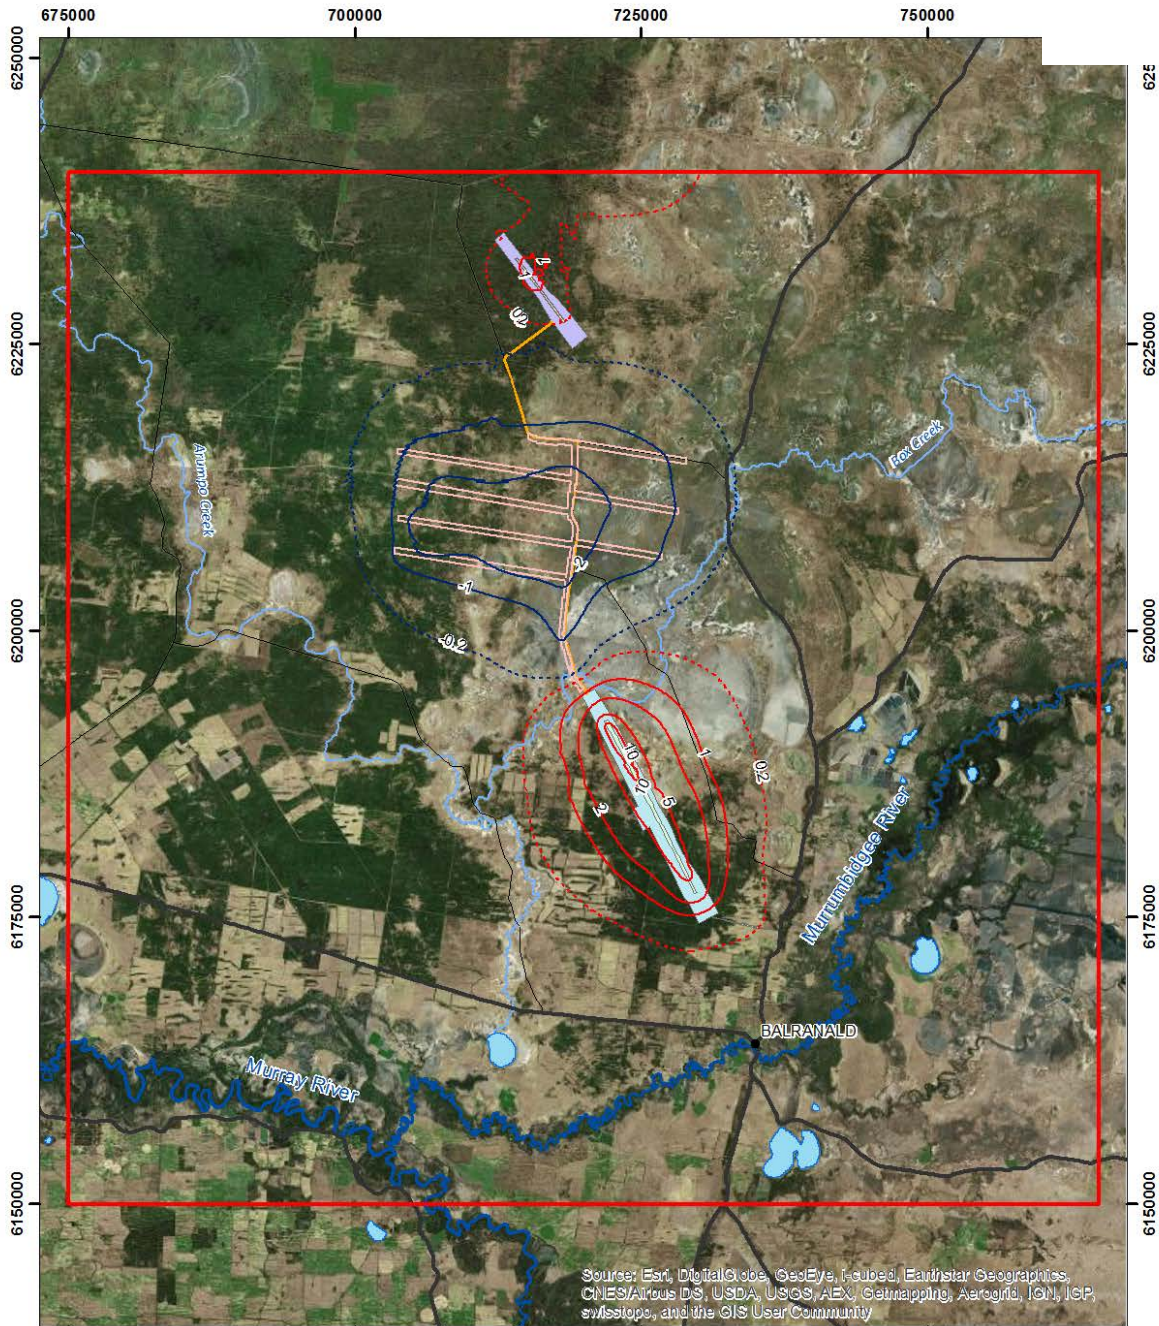 675000 700000 725000 750000
6250000
625
6225000
6225000
6200000
6200000
6175000
6175000
6150000
6150000
1
1
0.2
Box Creek
Arumpo Creek
-2
-1
-0.2
10
1
0.2
10
5
2
Murrumbidgee River
BALRANALD
Murray River
Source: Esri, DigitalGlobe, GeoEye, i-cubed, Earthstar Geographics,
CNES/Airbus DS, USDA, USGS, AEX, Getmapping, Aerogrid, IGN, IGP,
swisstopo, and the GIS User Community